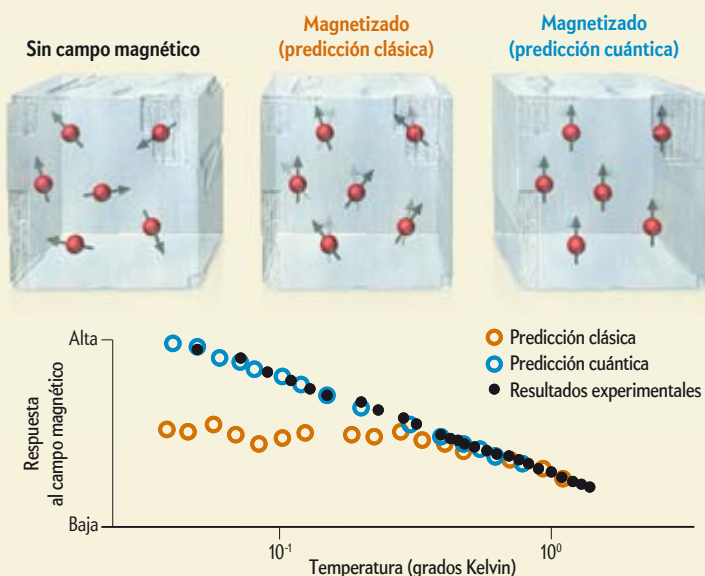 Sin campo magnético
Magnetizado
(predicción clásica)
Magnetizado
(predicción cuántica)
Alta
Respuesta
al campo magnético
Baja
Predicción clásica
Predicción cuántica
Resultados experimentales
10⁻¹
10⁰
Temperatura (grados Kelvin)